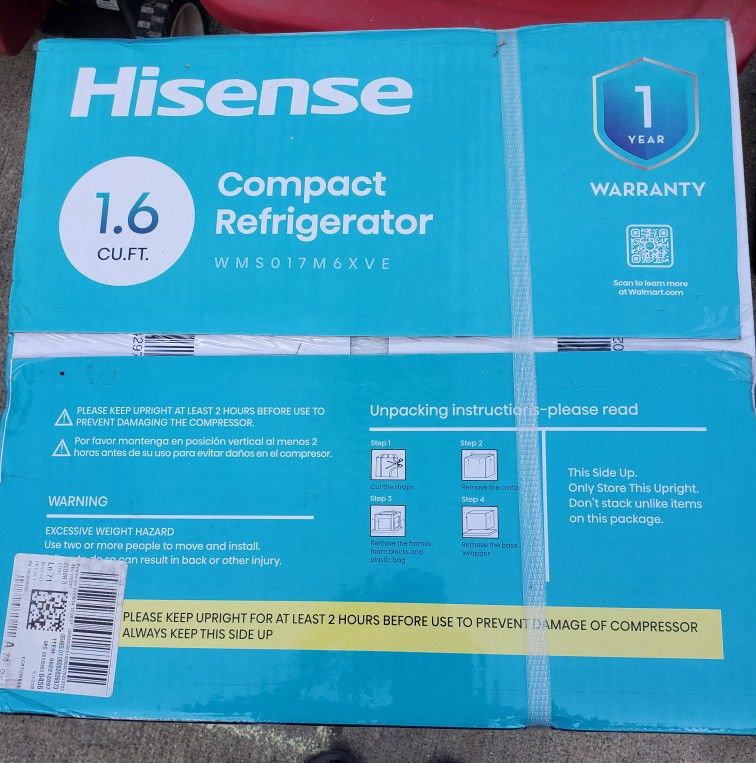 Hisense
1
YEAR
WARRANTY
1.6
CU.FT.
Compact
Refrigerator
WMS017M6XVE
Scan to learn more
at Walmart.com
PLEASE KEEP UPRIGHT AT LEAST 2 HOURS BEFORE USE TO
PREVENT DAMAGING THE COMPRESSOR.
Por favor mantenga en posición vertical al menos 2
horas antes de su uso para evitar daños en el compresor.
WARNING
EXCESSIVE WEIGHT HAZARD
Use two or more people to move and install.
so can result in back or other injury.
Unpacking instructions-please read
Step 1
Cut the straps
Step 2
Remove the carto
Step 3
Remove the frames,
foam blocks and
plastic bag
Step 4
Remove the base
wrapper
This Side Up.
Only Store This Upright.
Don't stack unlike items
on this package.
PLEASE KEEP UPRIGHT FOR AT LEAST 2 HOURS BEFORE USE TO PREVENT DAMAGE OF COMPRESSOR
ALWAYS KEEP THIS SIDE UP